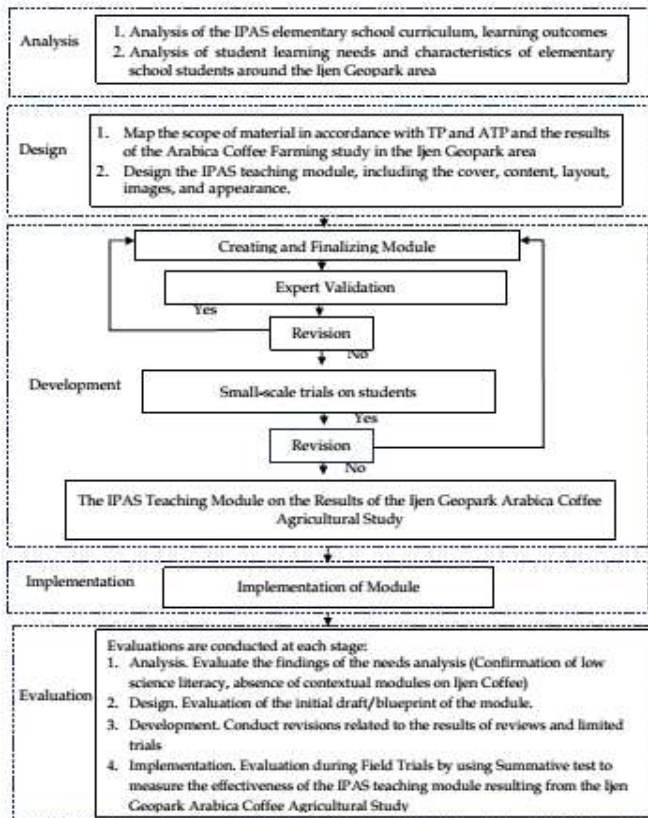 Analysis
1. Analysis of the IPAS elementary school curriculum, learning outcomes
2. Analysis of student learning needs and characteristics of elementary
school students around the Ijen Geopark area
Design
1. Map the scope of material in accordance with TP and ATP and the results
of the Arabica Coffee Farming study in the Ijen Geopark area
2. Design the IPAS teaching module, including the cover, content, layout,
images, and appearance.
Development
Creating and Finalizing Module
Expert Validation
Yes
Revision
No
Small-scale trials on students
Yes
Revision
No
The IPAS Teaching Module on the Results of the Ijen Geopark Arabica Coffee
Agricultural Study
Implementation
Implementation of Module
Evaluation
Evaluations are conducted at each stage:
1. Analysis. Evaluate the findings of the needs analysis (Confirmation of low
science literacy, absence of contextual modules on Ijen Coffee)
2. Design. Evaluation of the initial draft/blueprint of the module.
3. Development. Conduct revisions related to the results of reviews and limited
trials
4. Implementation. Evaluation during Field Trials by using Summative test to
measure the effectiveness of the IPAS teaching module resulting from the Ijen
Geopark Arabica Coffee Agricultural Study